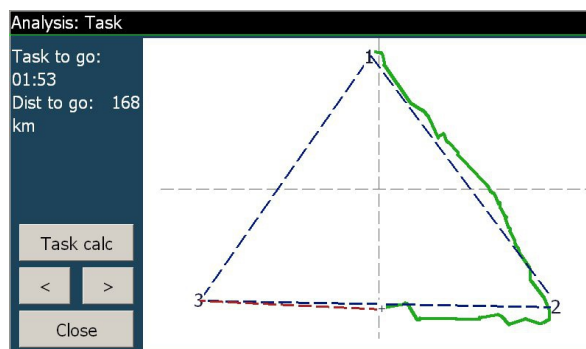 Analysis: Task
Task to go:
01:53
Dist to go: 168
km
Task calc
< >
Close
1
2
3